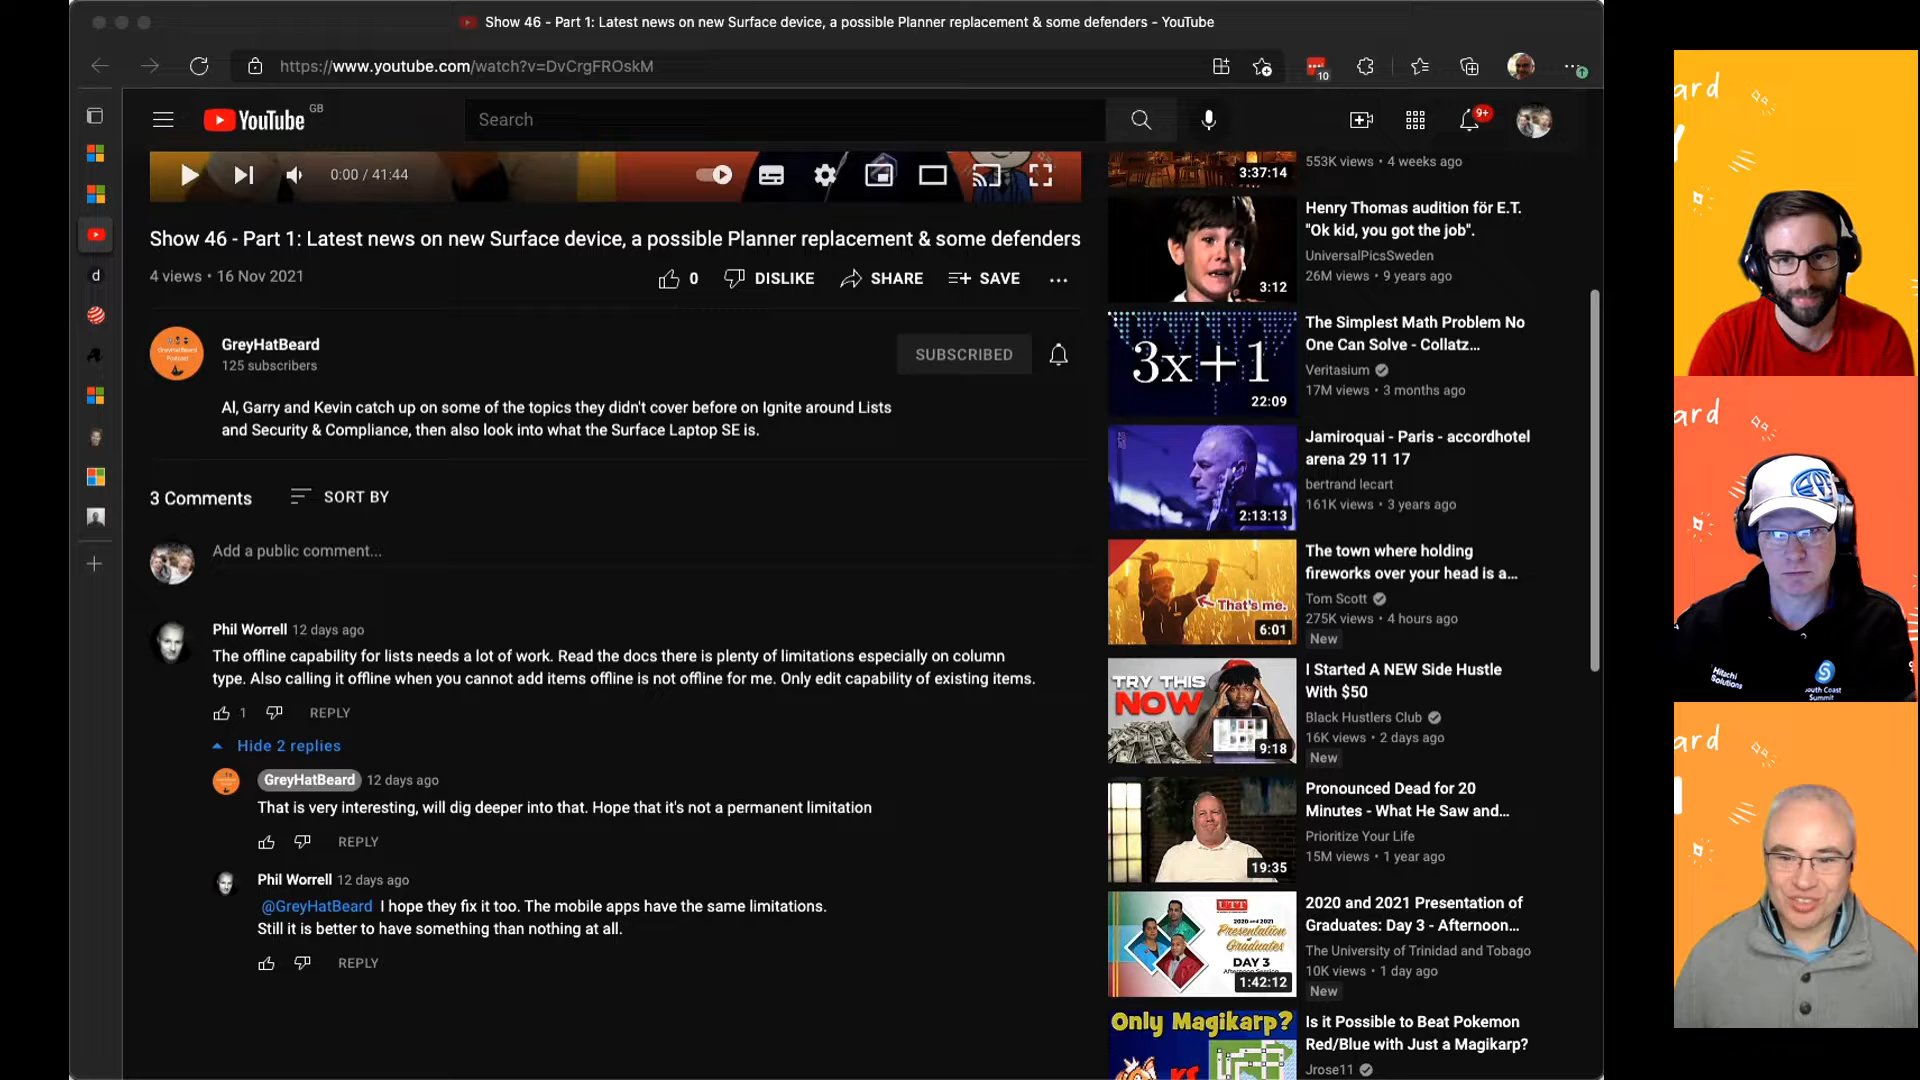 Show 46 - Part 1: Latest news on new Surface device, a possible Planner replacement & some defenders - YouTube
https://www.youtube.com/watch?v=DvCrgFROskM
10
YouTube
GB
Search
9+
0:00 / 41:44
Show 46 - Part 1: Latest news on new Surface device, a possible Planner replacement & some defenders
4 views • 16 Nov 2021
0
DISLIKE
SHARE
SAVE
GreyHatBeard
125 subscribers
SUBSCRIBED
Al, Garry and Kevin catch up on some of the topics they didn't cover before on Ignite around Lists
and Security & Compliance, then also look into what the Surface Laptop SE is.
3 Comments
SORT BY
Add a public comment...
Phil Worrell 12 days ago
The offline capability for lists needs a lot of work. Read the docs there is plenty of limitations especially on column
type. Also calling it offline when you cannot add items offline is not offline for me. Only edit capability of existing items.
1
REPLY
Hide 2 replies
GreyHatBeard 12 days ago
That is very interesting, will dig deeper into that. Hope that it's not a permanent limitation
REPLY
Phil Worrell 12 days ago
@GreyHatBeard I hope they fix it too. The mobile apps have the same limitations.
Still it is better to have something than nothing at all.
REPLY
3:37:14
553K views • 4 weeks ago
3:12
Henry Thomas audition för E.T.
"Ok kid, you got the job".
UniversalPicsSweden
26M views • 9 years ago
3x+1
22:09
The Simplest Math Problem No
One Can Solve - Collatz...
Veritasium
17M views • 3 months ago
2:13:13
Jamiroquai - Paris - accordhotel
arena 29 11 17
bertrand lecart
161K views • 3 years ago
That's me.
6:01
The town where holding
fireworks over your head is a...
Tom Scott
275K views • 4 hours ago
New
TRY THIS
NOW
9:18
I Started A NEW Side Hustle
With $50
Black Hustlers Club
16K views • 2 days ago
New
19:35
Pronounced Dead for 20
Minutes - What He Saw and...
Prioritize Your Life
15M views • 1 year ago
UTT
2020 and 2021
Presentation
of
Graduates
DAY 3
1:42:12
2020 and 2021 Presentation of
Graduates: Day 3 - Afternoon...
The University of Trinidad and Tobago
10K views • 1 day ago
New
Only Magikarp?
Is it Possible to Beat Pokemon
Red/Blue with Just a Magikarp?
Jrose11
ard
ard
Hitachi
Solutions
South Coast
Summit
ard